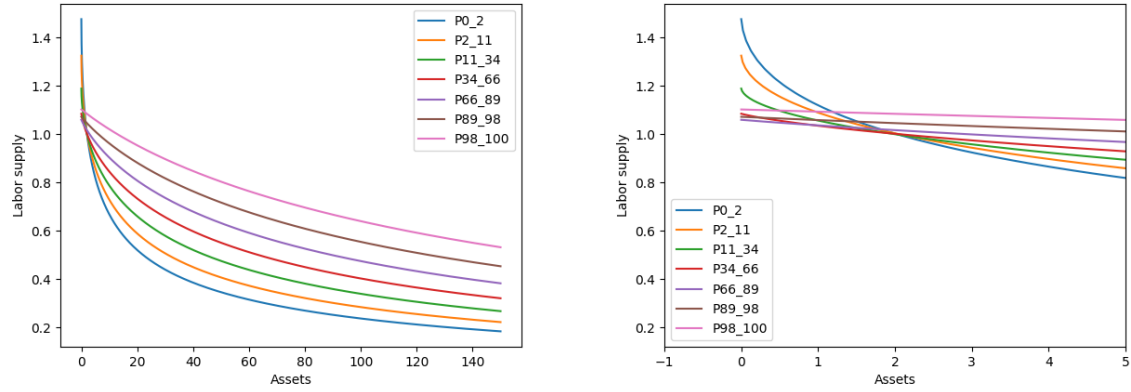 1.4
1.2
1.0
0.8
0.6
0.4
0.2
Labor supply
0 20 40 60 80 100 120 140
Assets
P0_2
P2_11
P11_34
P34_66
P66_89
P89_98
P98_100
1.4
1.2
1.0
0.8
0.6
0.4
0.2
Labor supply
−1 0 1 2 3 4 5
Assets
P0_2
P2_11
P11_34
P34_66
P66_89
P89_98
P98_100